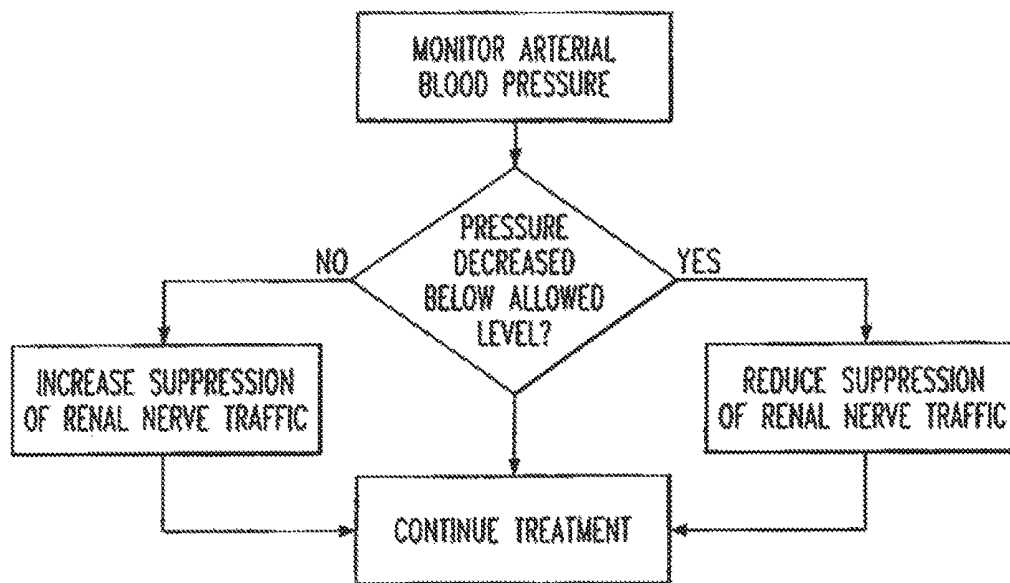 MONITOR ARTERIAL
BLOOD PRESSURE
PRESSURE
DECREASED
BELOW ALLOWED
LEVEL?
NO
YES
INCREASE SUPPRESSION
OF RENAL NERVE TRAFFIC
REDUCE SUPPRESSION
OF RENAL NERVE TRAFFIC
CONTINUE TREATMENT